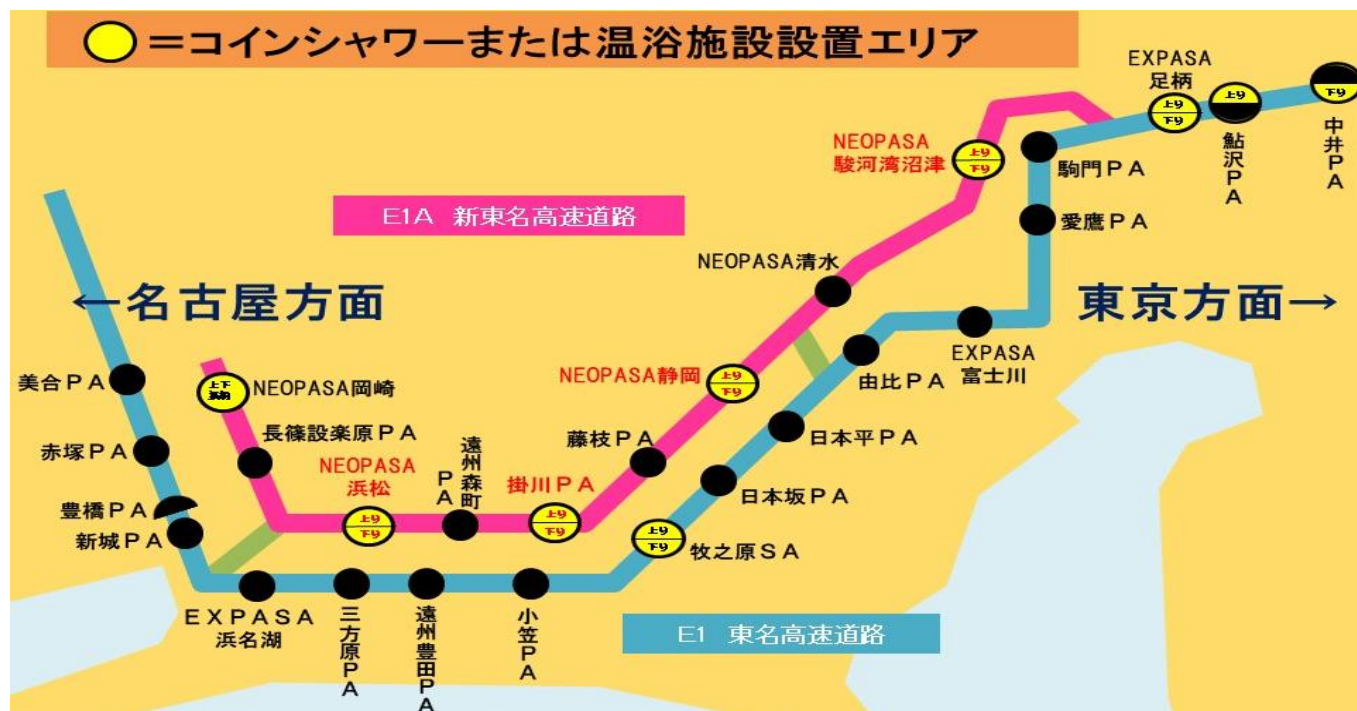 =コインシャワーまたは温浴施設設置エリア
EXPASA
足柄
上り
下り
上り
鮎沢PA
下り
中井PA
NEOPASA
駿河湾沼津
上り
下り
駒門PA
愛鷹PA
E1A 新東名高速道路
NEOPASA清水
←名古屋方面
東京方面→
EXPASA
富士川
由比PA
NEOPASA静岡
上り
下り
美合PA
上下
NEOPASA岡崎
長篠設楽原PA
赤塚PA
NEOPASA
浜松
上り
下り
遠州森町
PA
掛川PA
上り
下り
藤枝PA
日本平PA
日本坂PA
豊橋PA
新城PA
上り
下り
牧之原SA
EXPASA
浜名湖
三方原PA
遠州豊田PA
小笠PA
E1 東名高速道路